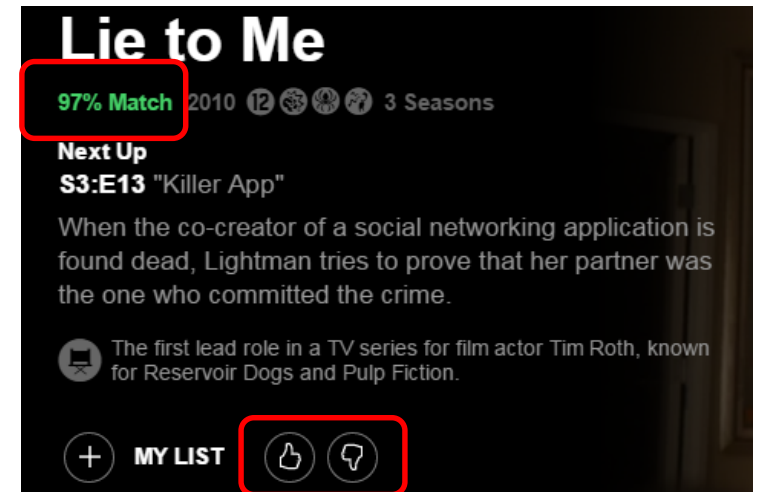 Lie to Me
97% Match 2010 12 3 Seasons
Next Up
S3:E13 "Killer App"
When the co-creator of a social networking application is
found dead, Lightman tries to prove that her partner was
the one who committed the crime.
The first lead role in a TV series for film actor Tim Roth, known
for Reservoir Dogs and Pulp Fiction.
+ MY LIST